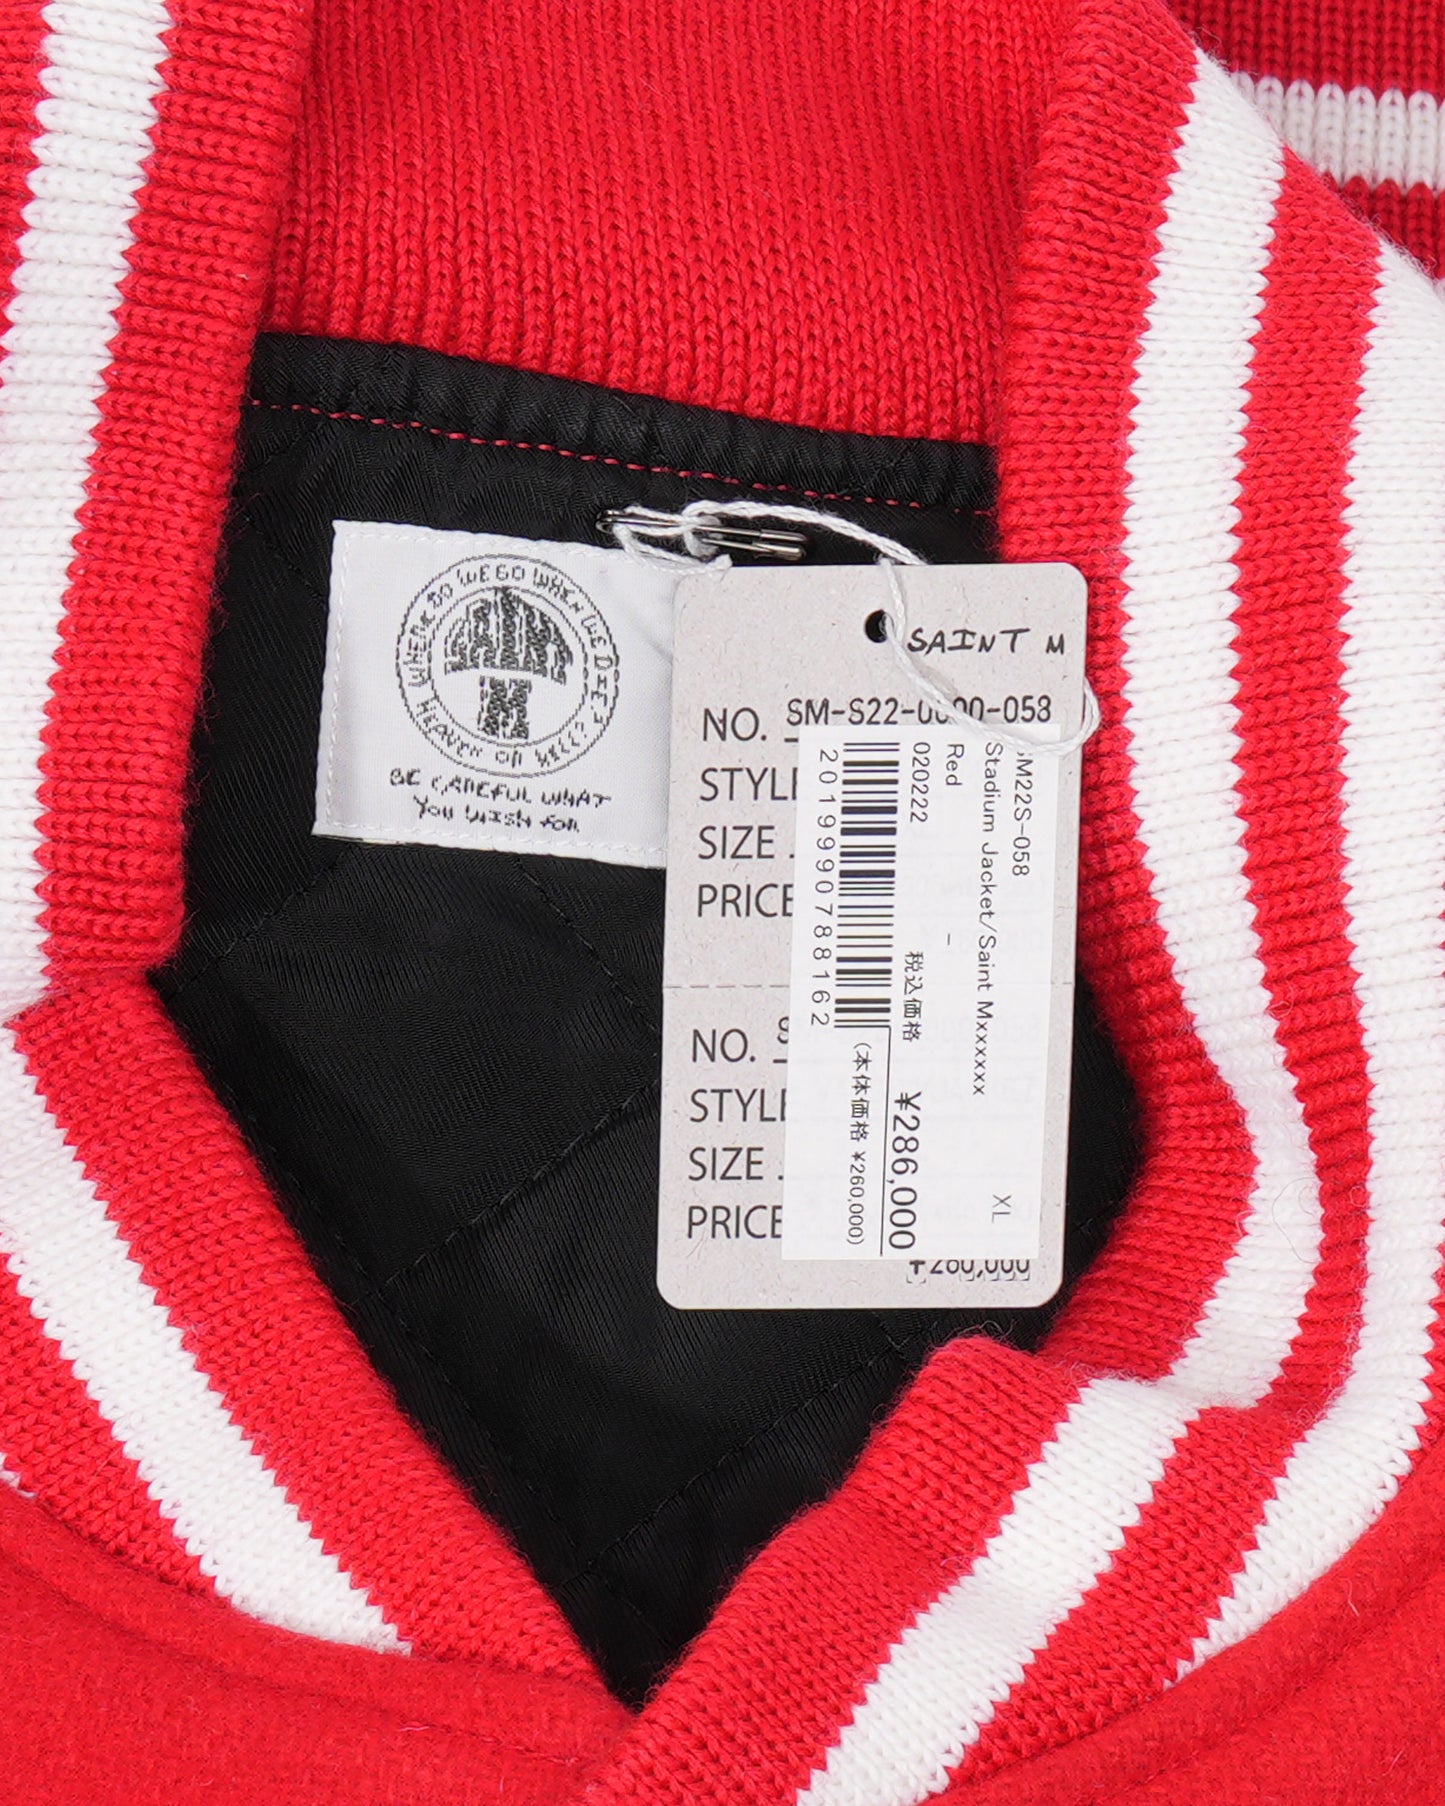 WHERE DO WE GO WHEN WE DIE?
HEAVEN OR HELL???
BE CAREFUL WHAT
YOU WISH FOR
SAINT M
NO. SM-S22-0000-058
STYLE
SIZE
PRICE
NO.
STYLE
SIZE
PRICE
¥260,000
SM22S-058
Stadium Jacket/Saint Mxxxxxx
XL
Red
-
020222
税込価格 ¥286,000
(本体価格 ¥260,000)
2019990788162